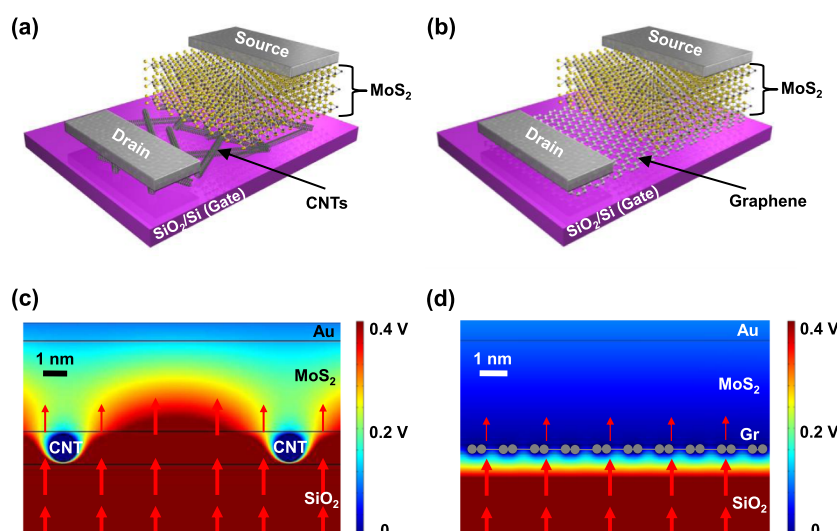 (a)
Source
MoS₂
Drain
SiO₂/Si (Gate)
CNTs
(b)
Source
MoS₂
Drain
SiO₂/Si (Gate)
Graphene
(c)
Au
1 nm
MoS₂
CNT
CNT
SiO₂
0.4 V
0.2 V
0
(d)
Au
1 nm
MoS₂
Gr
SiO₂
0.4 V
0.2 V
0